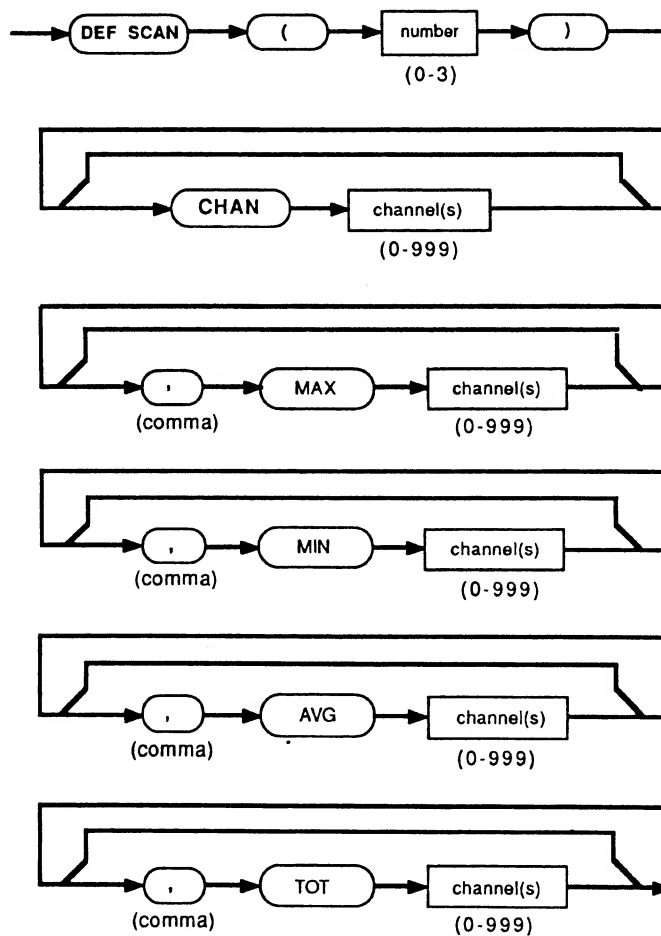 DEF SCAN ( number )
(0-3)
CHAN channel(s)
(0-999)
, MAX channel(s)
(comma) (0-999)
, MIN channel(s)
(comma) (0-999)
, AVG channel(s)
(comma) (0-999)
, TOT channel(s)
(comma) (0-999)